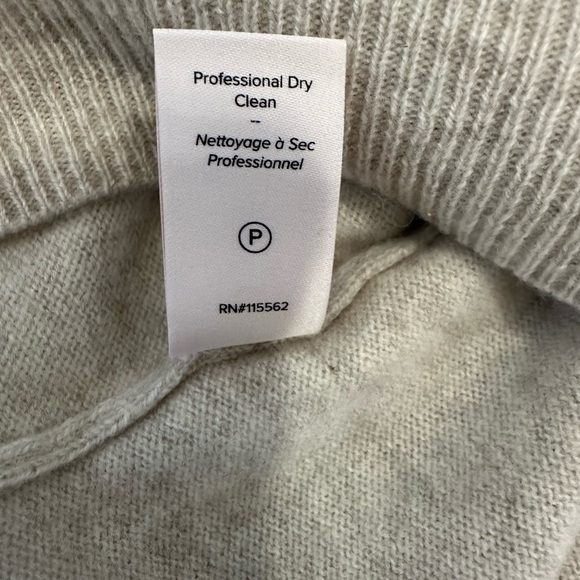 Professional Dry
Clean
--
Nettoyage à Sec
Professionnel
P
RN#115562